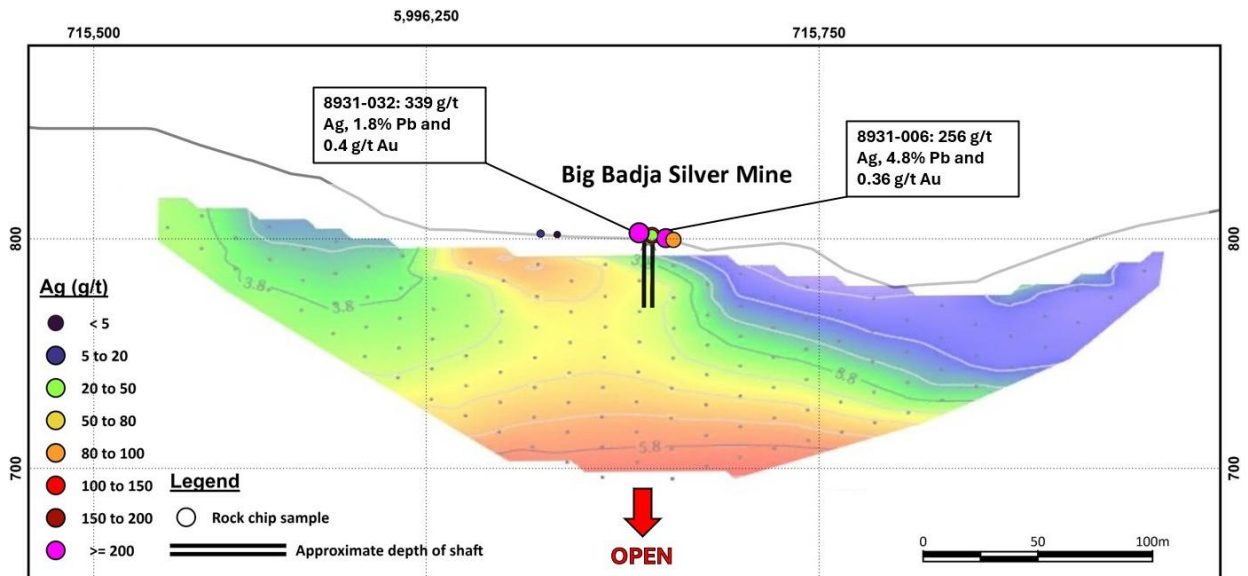 5,996,250
715,500
715,750
8931-032: 339 g/t
Ag, 1.8% Pb and
0.4 g/t Au
8931-006: 256 g/t
Ag, 4.8% Pb and
0.36 g/t Au
Big Badja Silver Mine
800
800
3.8
3.8
3.8
5.8
700
700
Ag (g/t)
< 5
5 to 20
20 to 50
50 to 80
80 to 100
100 to 150
150 to 200
>= 200
Legend
Rock chip sample
Approximate depth of shaft
OPEN
0
50
100m